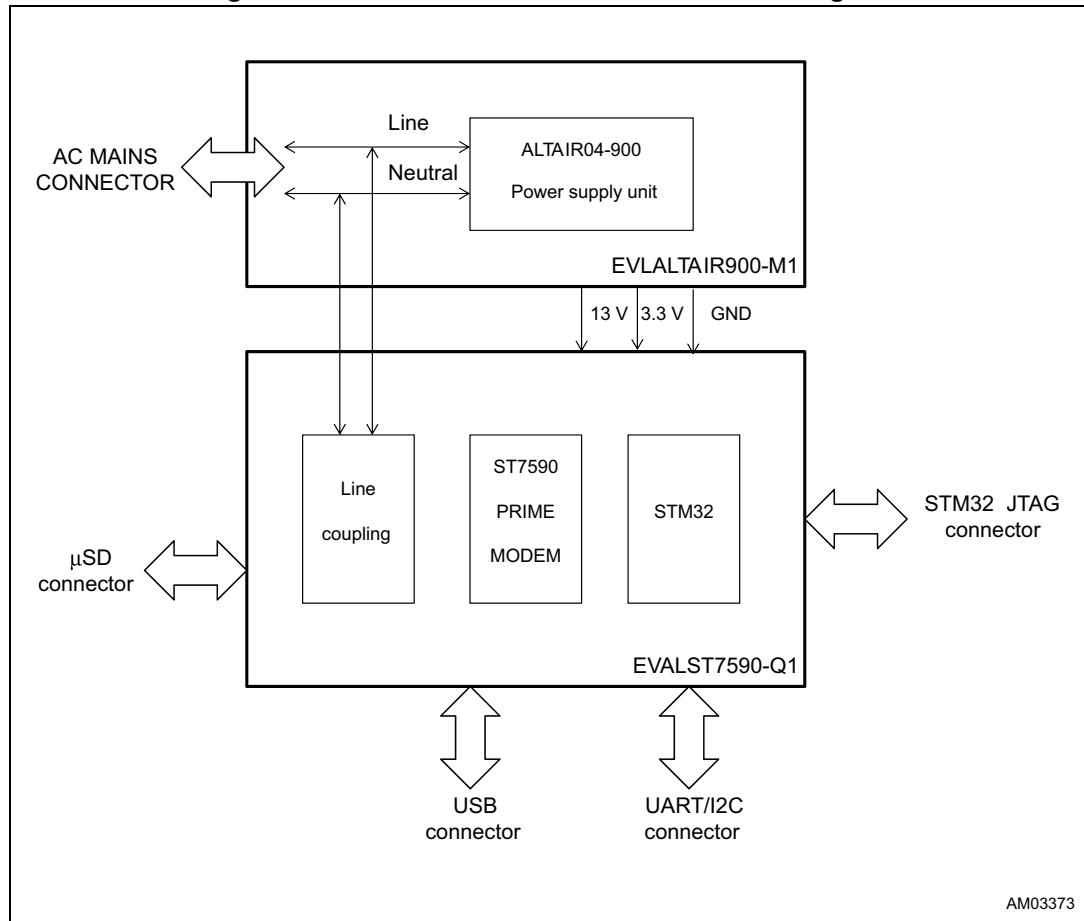 Line
ALTAIR04-900
AC MAINS
CONNECTOR
Neutral
Power supply unit
EVLALTAIR900-M1
13 V
3.3 V
GND
Line
coupling
ST7590
PRIME
MODEM
STM32
STM32 JTAG
connector
μSD
connector
EVALST7590-Q1
USB
connector
UART/I2C
connector
AM03373